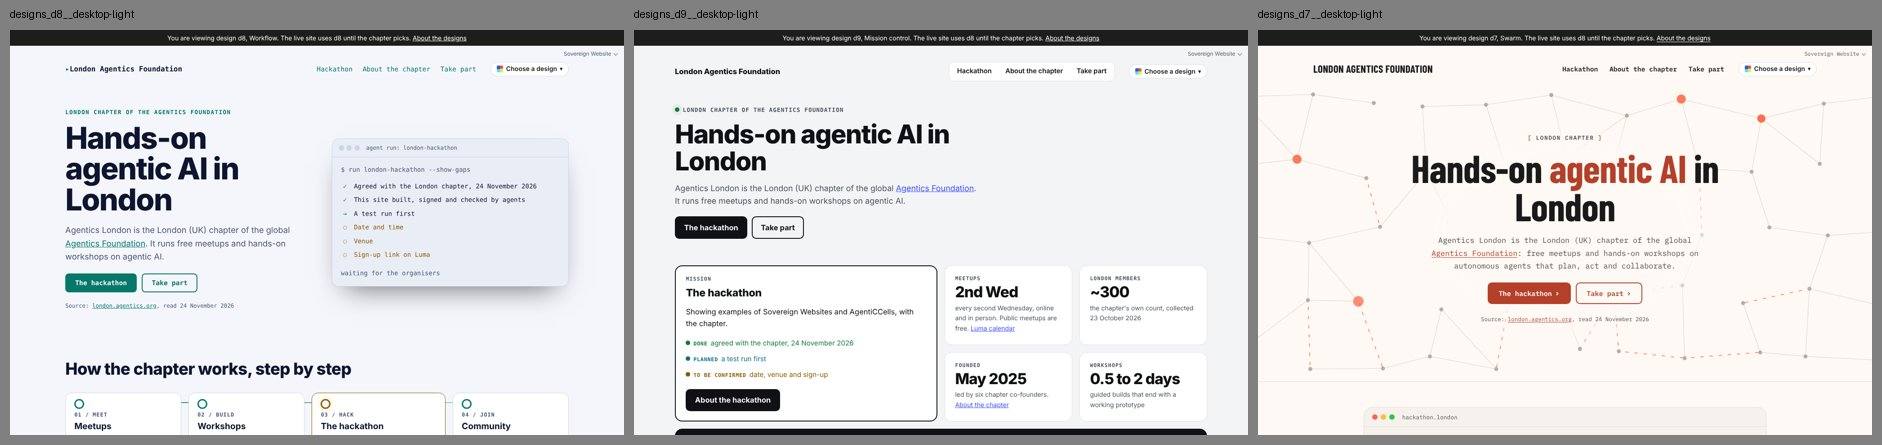 designs_d8__desktop-light
You are viewing design d8, Workflow. The live site uses d8 until the chapter picks. About the designs
Sovereign Website
▸London Agentics Foundation
Hackathon About the chapter Take part Choose a design ▾
LONDON CHAPTER OF THE AGENTICS FOUNDATION
Hands-on
agentic AI in
London
Agentics London is the London (UK) chapter of the global
Agentics Foundation. It runs free meetups and hands-on
workshops on agentic AI.
The hackathon Take part
Source: london.agentics.org, read 24 November 2026
agent run: london-hackathon
$ run london-hackathon --show-gaps
✓ Agreed with the London chapter, 24 November 2026
✓ This site built, signed and checked by agents
→ A test run first
○ Date and time
○ Venue
○ Sign-up link on Luma
waiting for the organisers
How the chapter works, step by step
01 / MEET
Meetups
02 / BUILD
Workshops
03 / HACK
The hackathon
04 / JOIN
Community
designs_d9__desktop-light
You are viewing design d9, Mission control. The live site uses d8 until the chapter picks. About the designs
Sovereign Website
London Agentics Foundation
Hackathon About the chapter Take part Choose a design ▾
LONDON CHAPTER OF THE AGENTICS FOUNDATION
Hands-on agentic AI in
London
Agentics London is the London (UK) chapter of the global Agentics Foundation.
It runs free meetups and hands-on workshops on agentic AI.
The hackathon Take part
MISSION
The hackathon
Showing examples of Sovereign Websites and AgentiCCells, with
the chapter.
DONE agreed with the chapter, 24 November 2026
PLANNED a test run first
TO BE CONFIRMED date, venue and sign-up
About the hackathon
MEETUPS
2nd Wed
every second Wednesday, online
and in person. Public meetups are
free. Luma calendar
LONDON MEMBERS
~300
the chapter's own count, collected
23 October 2026
FOUNDED
May 2025
led by six chapter co-founders.
About the chapter
WORKSHOPS
0.5 to 2 days
guided builds that end with a
working prototype
designs_d7__desktop-light
You are viewing design d7, Swarm. The live site uses d8 until the chapter picks. About the designs
Sovereign Website
LONDON AGENTICS FOUNDATION
Hackathon About the chapter Take part Choose a design ▾
[ LONDON CHAPTER ]
Hands-on agentic AI in
London
Agentics London is the London (UK) chapter of the global
Agentics Foundation: free meetups and hands-on workshops on
autonomous agents that plan, act and collaborate.
The hackathon › Take part ›
Source: london.agentics.org, read 24 November 2026
hackathon.london